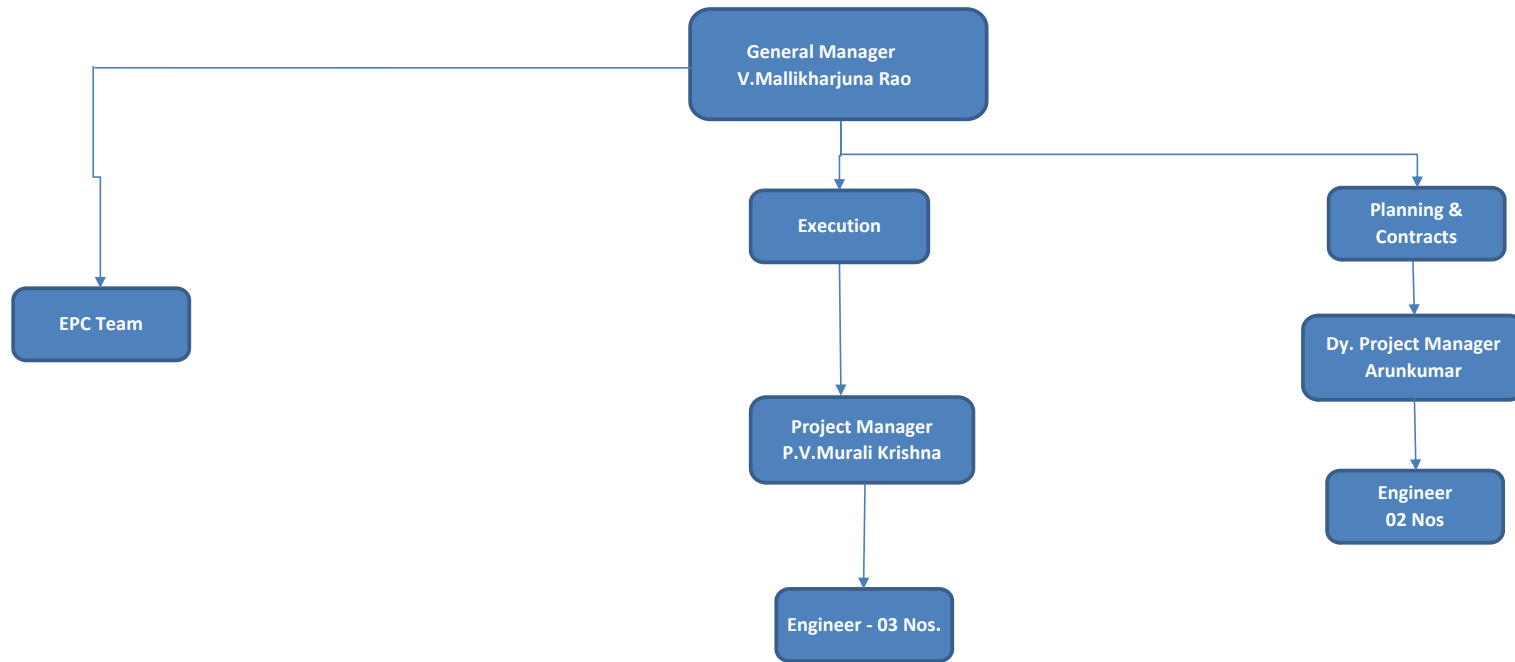 General Manager
V.Mallikharjuna Rao
Execution
Planning &
Contracts
EPC Team
Dy. Project Manager
Arunkumar
Project Manager
P.V.Murali Krishna
Engineer
02 Nos
Engineer - 03 Nos.